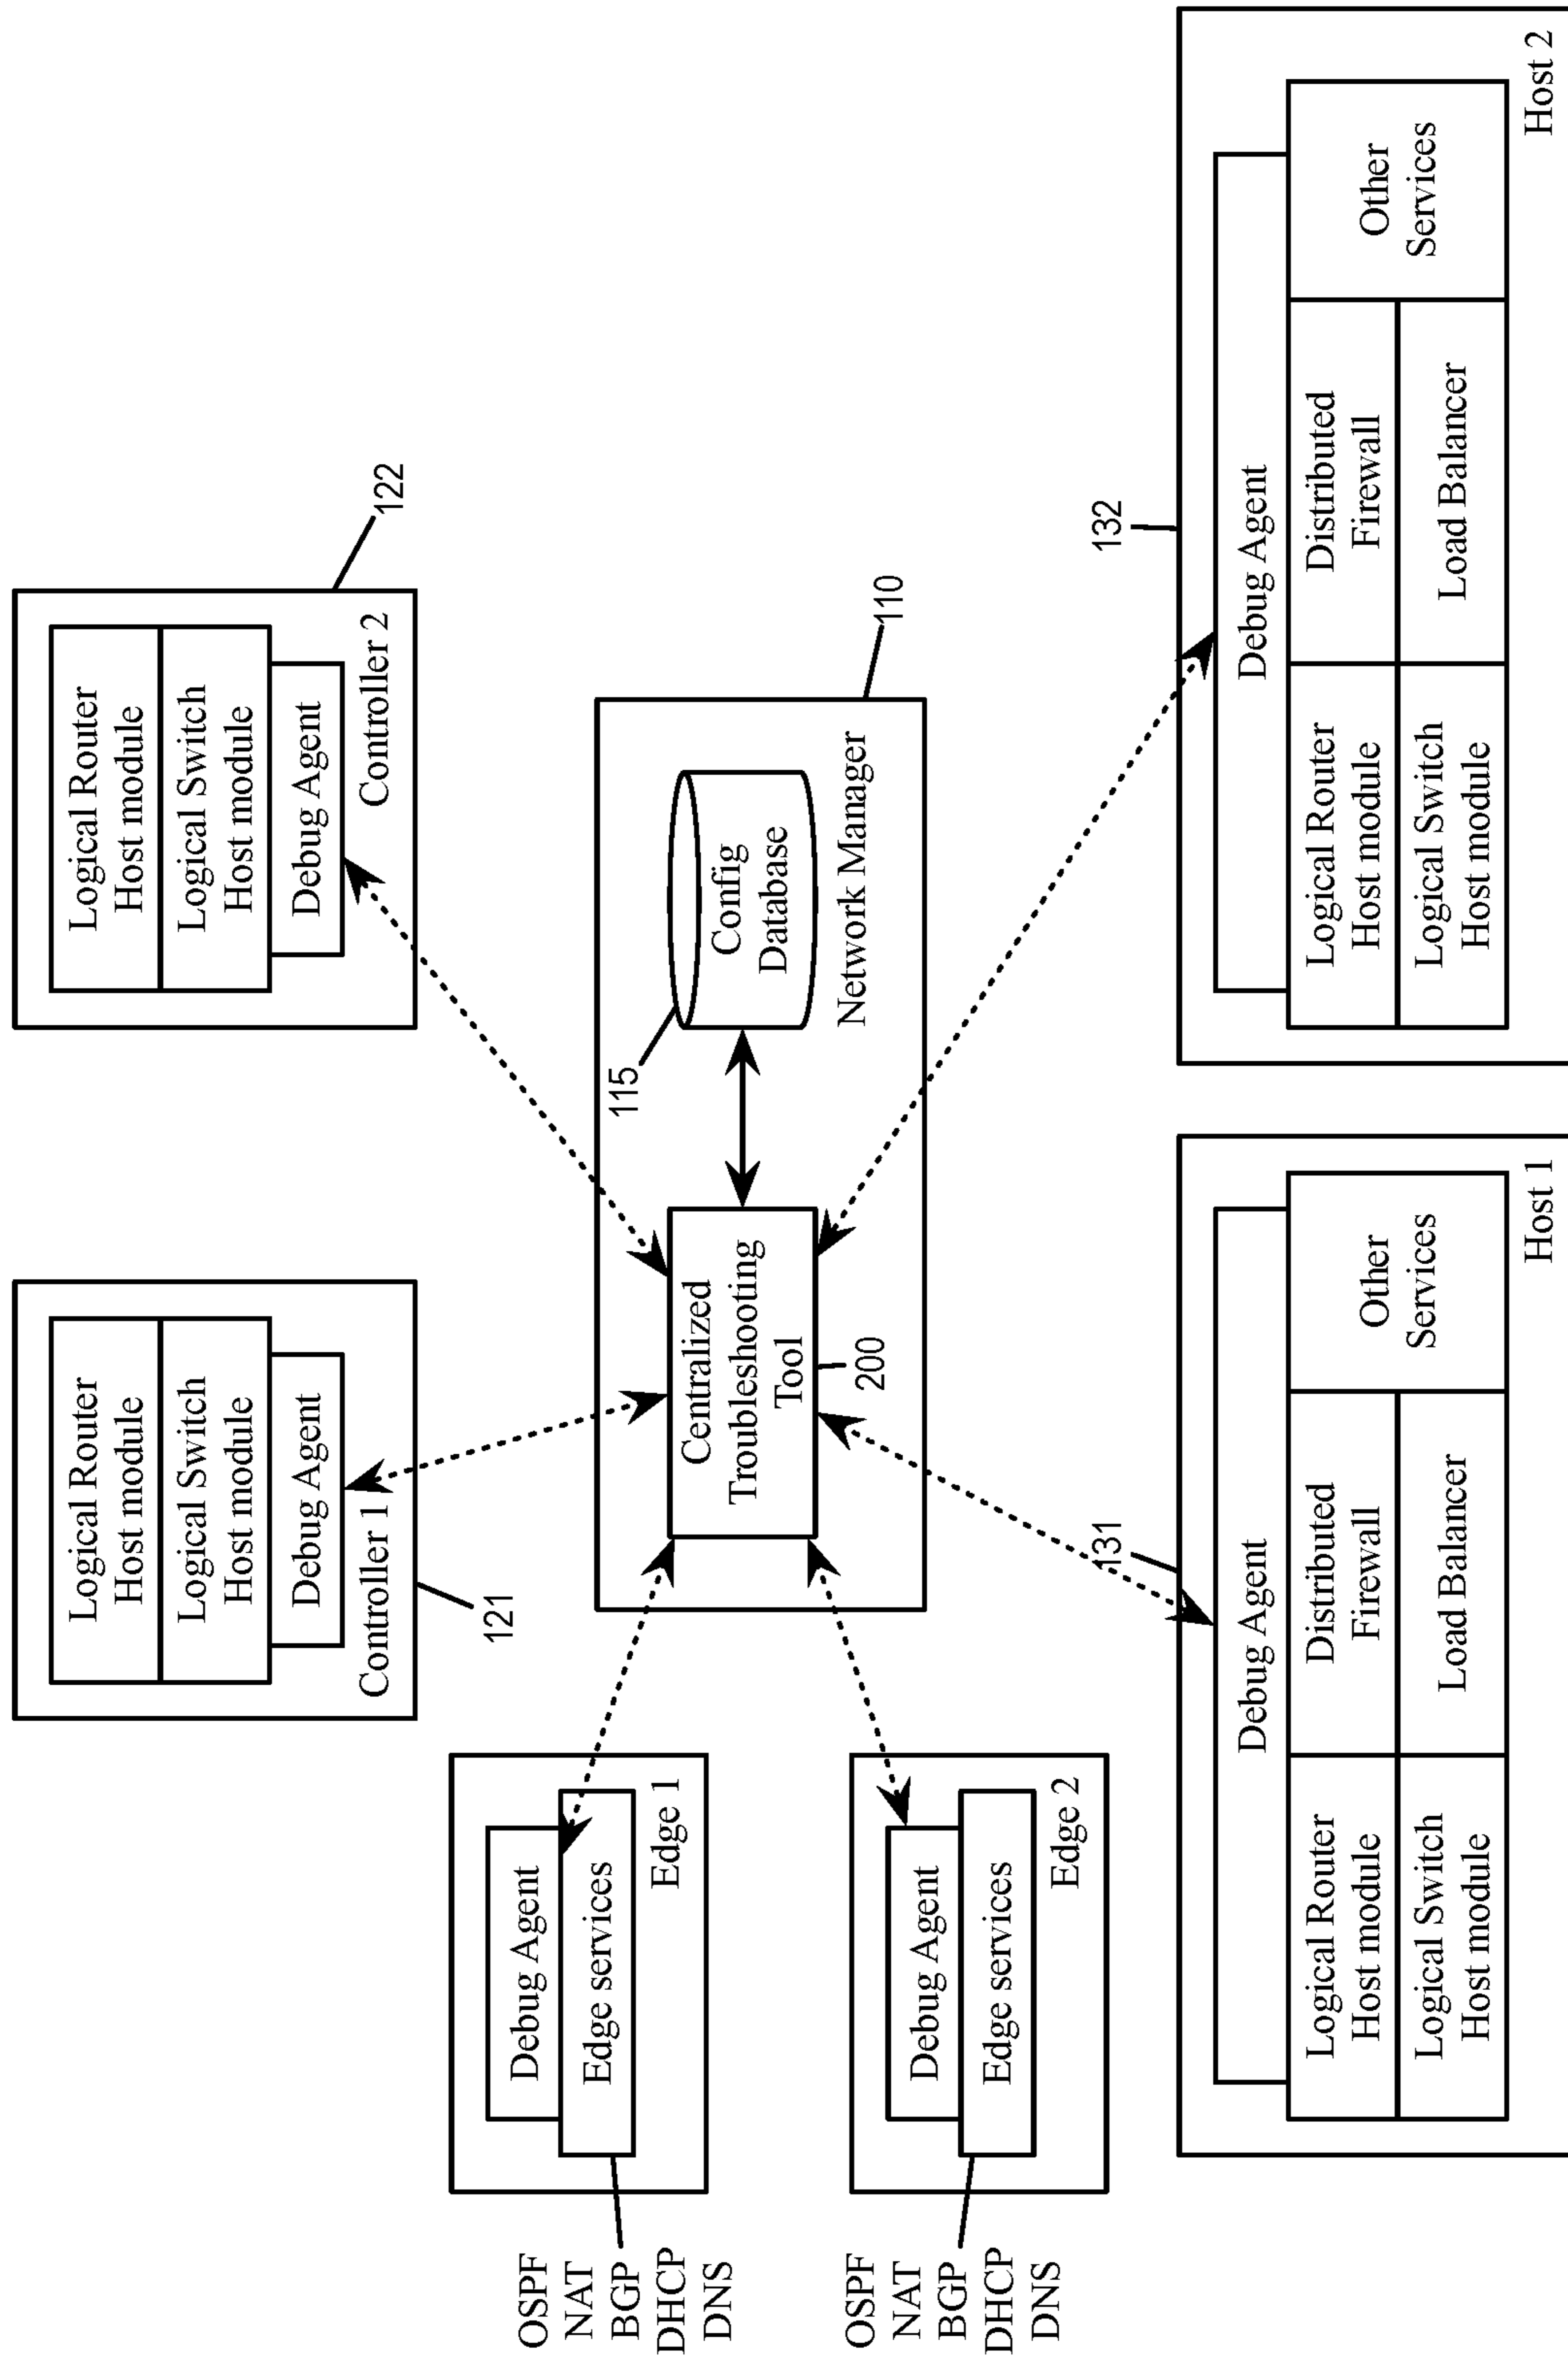 Logical Router
Host module
Logical Switch
Host module
Debug Agent
Controller 1
121
Logical Router
Host module
Logical Switch
Host module
Debug Agent
Controller 2
122
OSPF
NAT
BGP
DHCP
DNS
Debug Agent
Edge services
Edge 1
Centralized
Troubleshooting
Tool
200
115
Config
Database
Network Manager
110
OSPF
NAT
BGP
DHCP
DNS
Debug Agent
Edge services
Edge 2
131
Debug Agent
Logical Router
Host module
Distributed
Firewall
Other
Services
Logical Switch
Host module
Load Balancer
Host 1
132
Debug Agent
Logical Router
Host module
Distributed
Firewall
Other
Services
Logical Switch
Host module
Load Balancer
Host 2